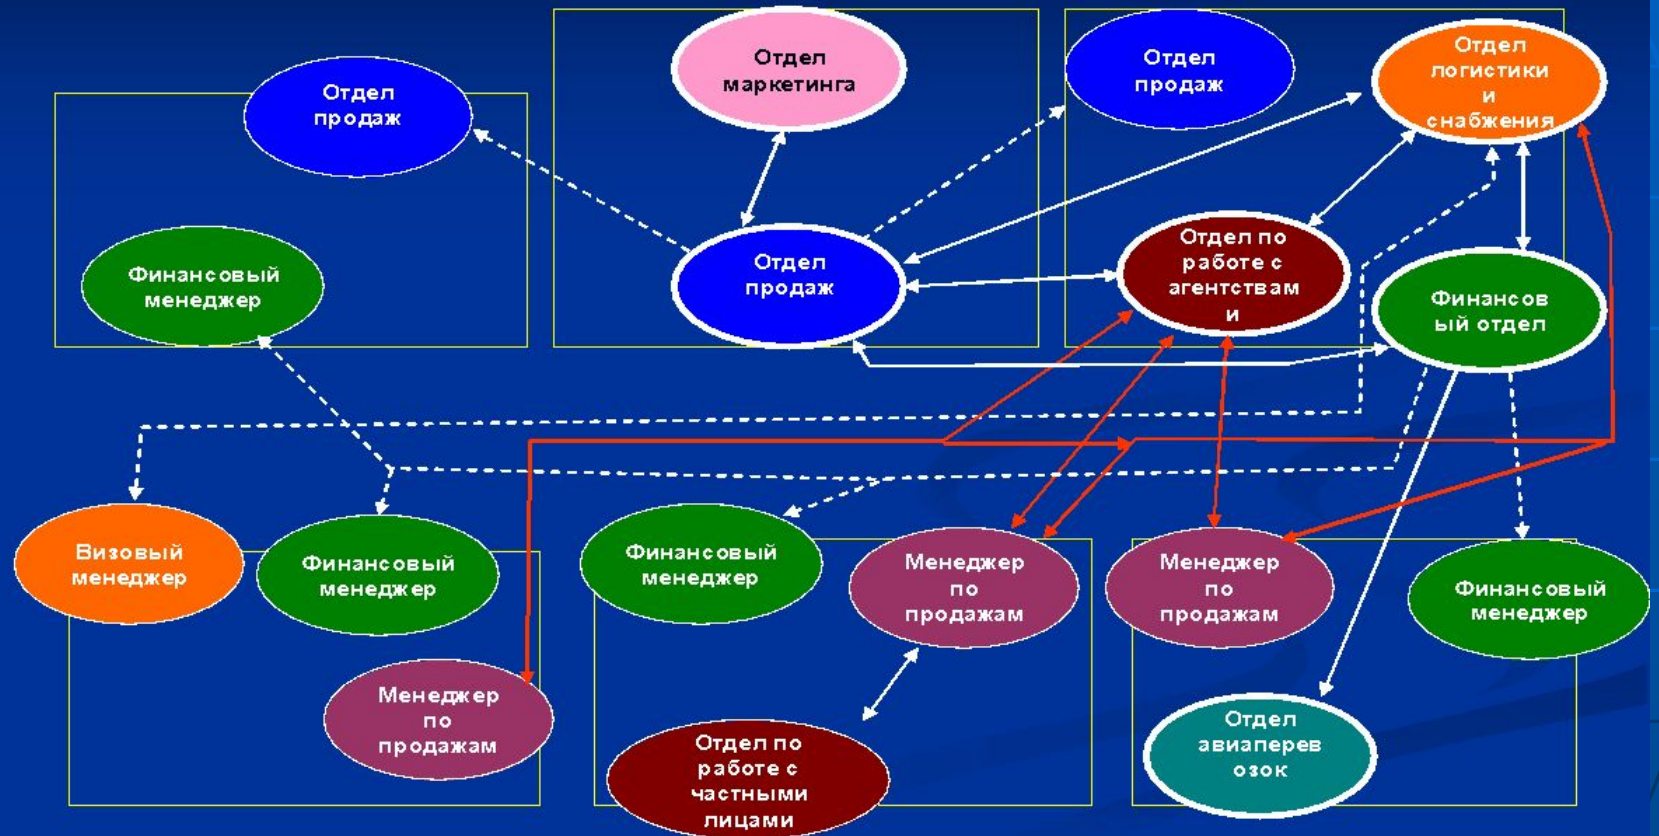 Отдел
маркетинга
Отдел
продаж
Отдел
логистики
и
снабжения
Отдел
продаж
Отдел по
работе с
агентствам
и
Отдел
продаж
Финансовый
менеджер
Финансов
ый отдел
Визовый
менеджер
Финансовый
менеджер
Финансовый
менеджер
Менеджер
по
продажам
Менеджер
по
продажам
Финансовый
менеджер
Менеджер
по
продажам
Отдел по
работе с
частными
лицами
Отдел
авиаперев
озок